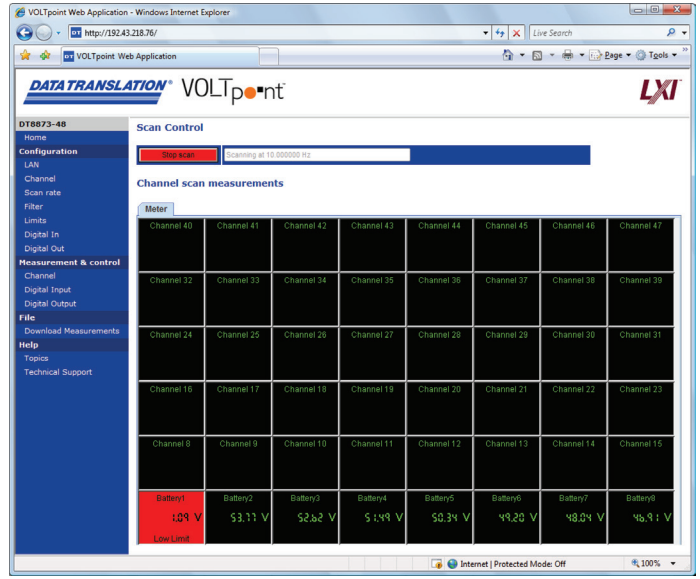 VOLTpoint Web Application - Windows Internet Explorer
http://192.43.218.76/
Live Search
VOLTpoint Web Application
Page
Tools
DATA TRANSLATION® VOLTpoint™
LXI
DT8873-48
Home
Configuration
LAN
Channel
Scan rate
Filter
Limits
Digital In
Digital Out
Measurement & control
Channel
Digital Input
Digital Output
File
Download Measurements
Help
Topics
Technical Support
Scan Control
Stop scan
Scanning at 10.000000 Hz
Channel scan measurements
Meter
Channel 40 Channel 41 Channel 42 Channel 43 Channel 44 Channel 45 Channel 46 Channel 47
Channel 32 Channel 33 Channel 34 Channel 35 Channel 36 Channel 37 Channel 38 Channel 39
Channel 24 Channel 25 Channel 26 Channel 27 Channel 28 Channel 29 Channel 30 Channel 31
Channel 16 Channel 17 Channel 18 Channel 19 Channel 20 Channel 21 Channel 22 Channel 23
Channel 8 Channel 9 Channel 10 Channel 11 Channel 12 Channel 13 Channel 14 Channel 15
Battery1 Battery2 Battery3 Battery4 Battery5 Battery6 Battery7 Battery8
1.09 V 53.77 V 52.62 V 51.49 V 50.34 V 49.20 V 48.04 V 46.91 V
Low Limit
Internet | Protected Mode: Off
100%